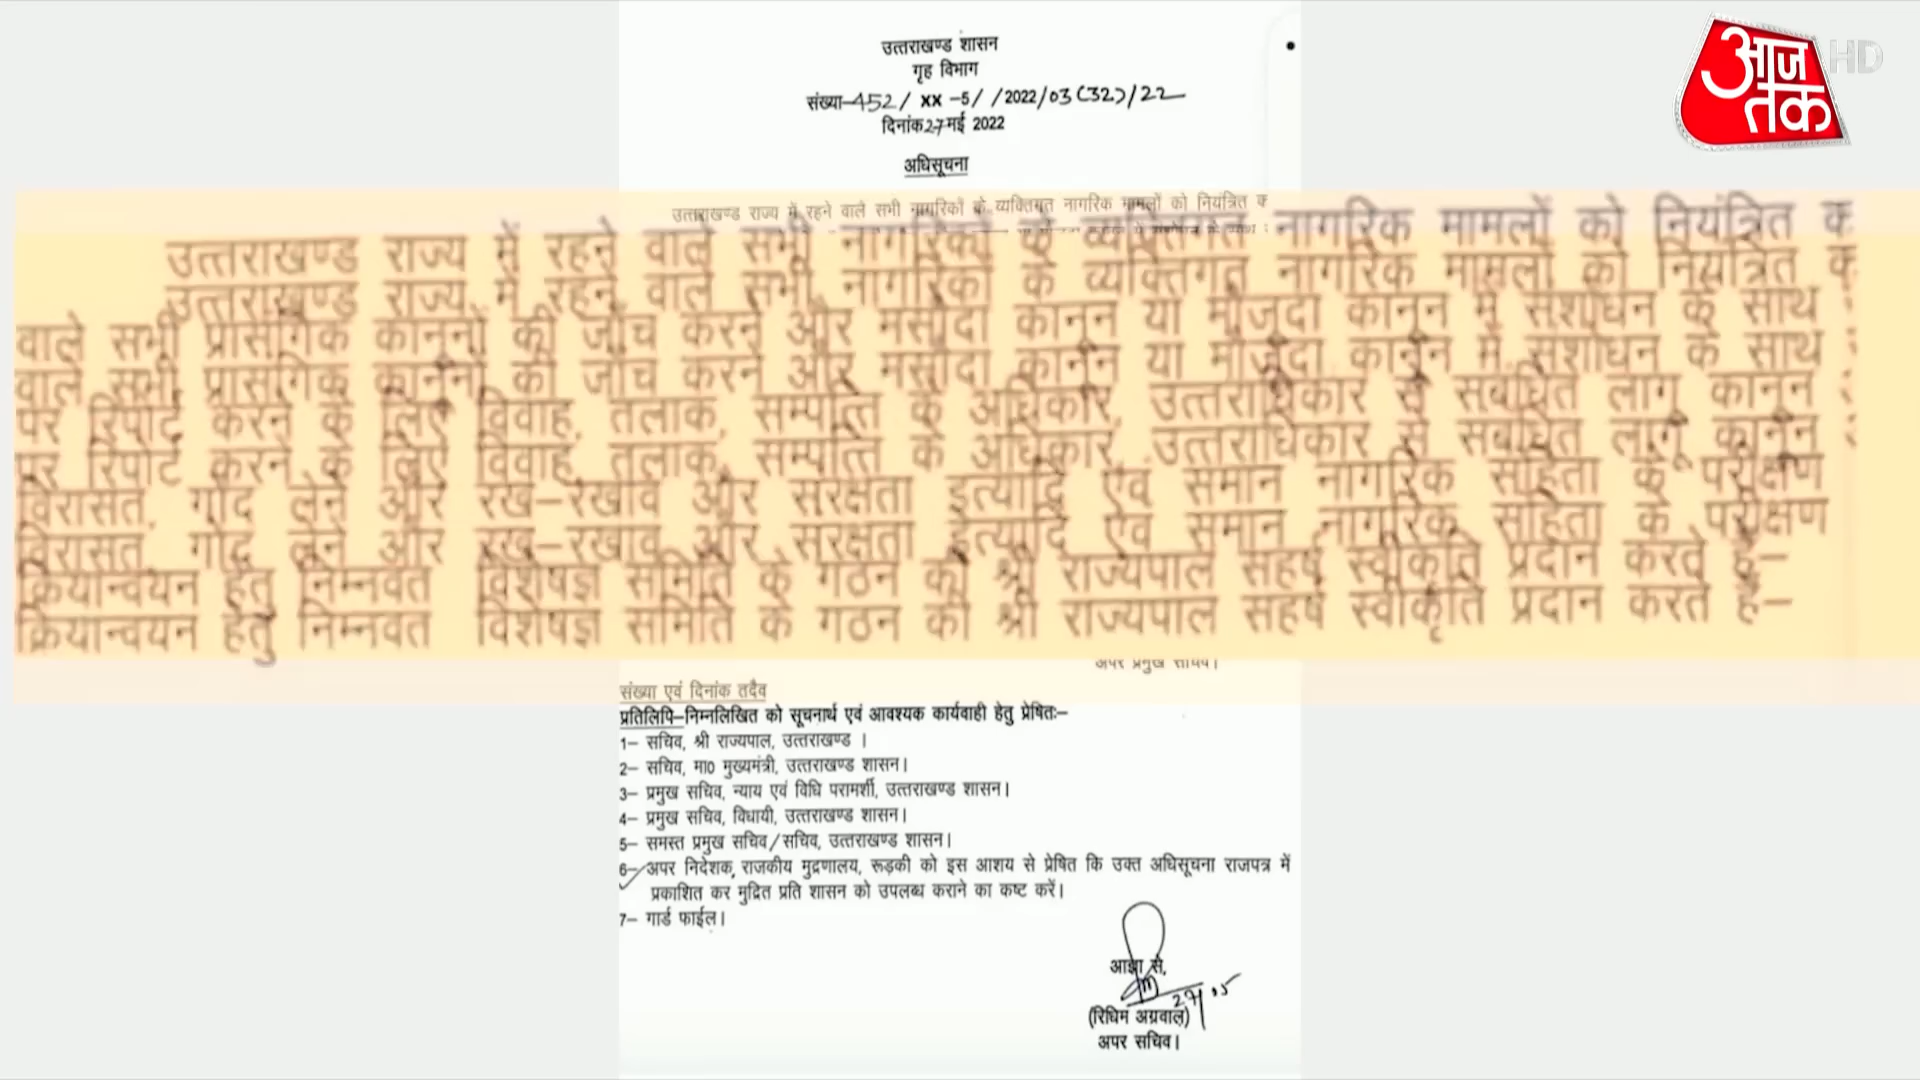 उत्तराखण्ड शासन
गृह विभाग
संख्या-452/ XX -5/ /2022/03(32)/22
दिनांक27मई 2022
अधिसूचना
आज तक HD
उत्तराखण्ड राज्य में रहने वाले सभी नागरिकों के व्यक्तिगत नागरिक मामलों को नियंत्रित क
उत्तराखण्ड राज्य में रहने वाले सभी नागरिकों के व्यक्तिगत नागरिक मामलों को नियंत्रित क
वाले सभी प्रासंगिक कानूनों की जाँच करने और मसौदा कानून या मौजूदा कानून में संशोधन के साथ
पर रिपोर्ट करने के लिए विवाह, तलाक, सम्पत्ति के अधिकार, उत्तराधिकार से संबंधित लागू कानून
विरासत, गोद लेने और रख-रखाव और संरक्षता इत्यादि एवं समान नागरिक संहिता के परीक्षण
क्रियान्वयन हेतु निम्नवत विशेषज्ञ समिति के गठन की श्री राज्यपाल सहर्ष स्वीकृति प्रदान करते है-
अपर प्रमुख सचिव।
संख्या एवं दिनांक तदैव
प्रतिलिपि-निम्नलिखित को सूचनार्थ एवं आवश्यक कार्यवाही हेतु प्रेषितः-
1- सचिव, श्री राज्यपाल, उत्तराखण्ड ।
2- सचिव, मा0 मुख्यमंत्री, उत्तराखण्ड शासन।
3- प्रमुख सचिव, न्याय एवं विधि परामर्शी, उत्तराखण्ड शासन।
4- प्रमुख सचिव, विधायी, उत्तराखण्ड शासन।
5- समस्त प्रमुख सचिव/सचिव, उत्तराखण्ड शासन।
6- अपर निदेशक, राजकीय मुद्रणालय, रूड़की को इस आशय से प्रेषित कि उक्त अधिसूचना राजपत्र में
प्रकाशित कर मुद्रित प्रति शासन को उपलब्ध कराने का कष्ट करें।
7- गार्ड फाईल।
आज्ञा से,
27/05
(रिधिम अग्रवाल)
अपर सचिव।